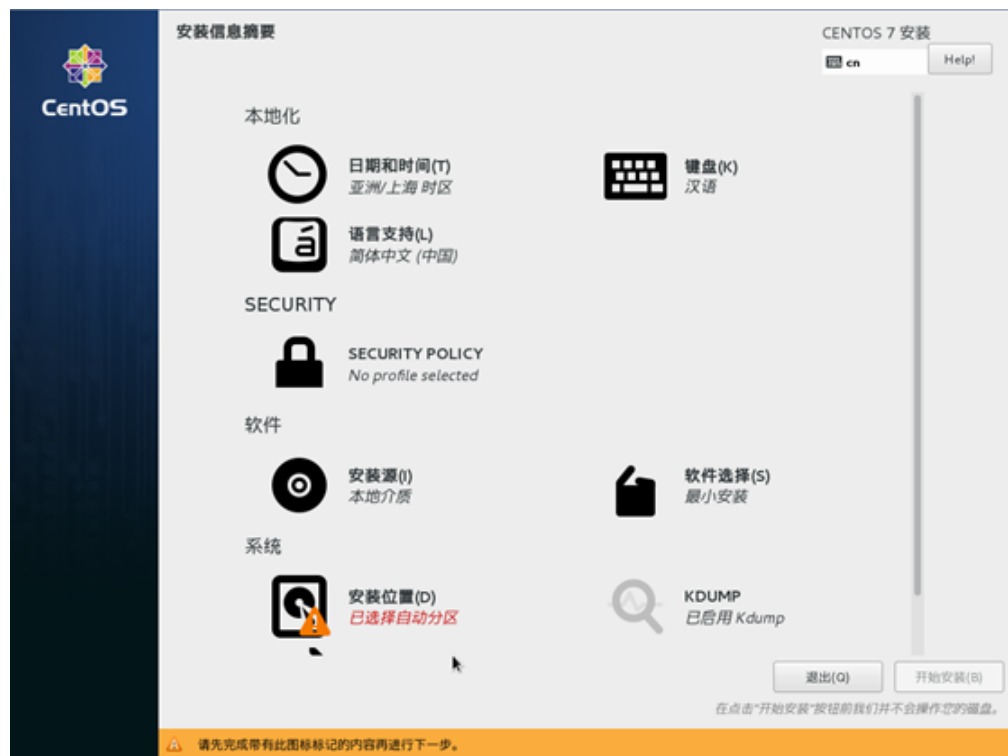 安装信息摘要
CENTOS 7 安装
cn
Help!
CentOS
本地化
日期和时间(T)
亚洲/上海 时区
键盘(K)
汉语
语言支持(L)
简体中文 (中国)
SECURITY
SECURITY POLICY
No profile selected
软件
安装源(I)
本地介质
软件选择(S)
最小安装
系统
安装位置(D)
已选择自动分区
KDUMP
已启用 Kdump
退出(Q)
开始安装(B)
在点击"开始安装"按钮前我们并不会操作您的磁盘。
请先完成带有此图标标记的内容再进行下一步。